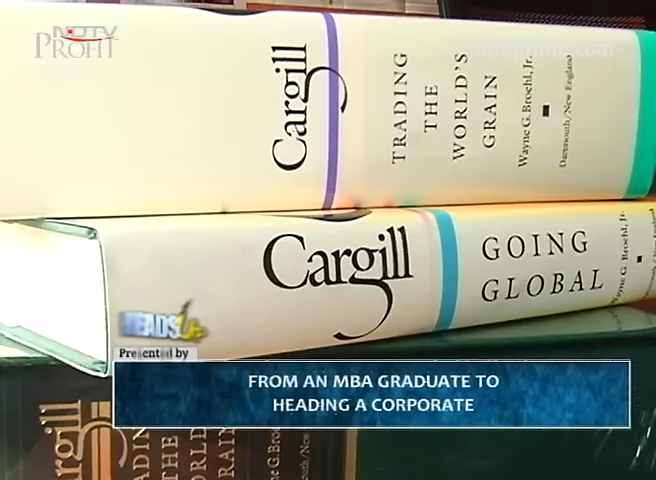 NDTV
PROFIT
Cargill
TRADING
THE
WORLD'S
GRAIN
Wayne G. Broehl, Jr.
Dartmouth/New England
Cargill
GOING
GLOBAL
Wayne G. Broehl, Jr.
HEADSUP
Presented by
FROM AN MBA GRADUATE TO
HEADING A CORPORATE